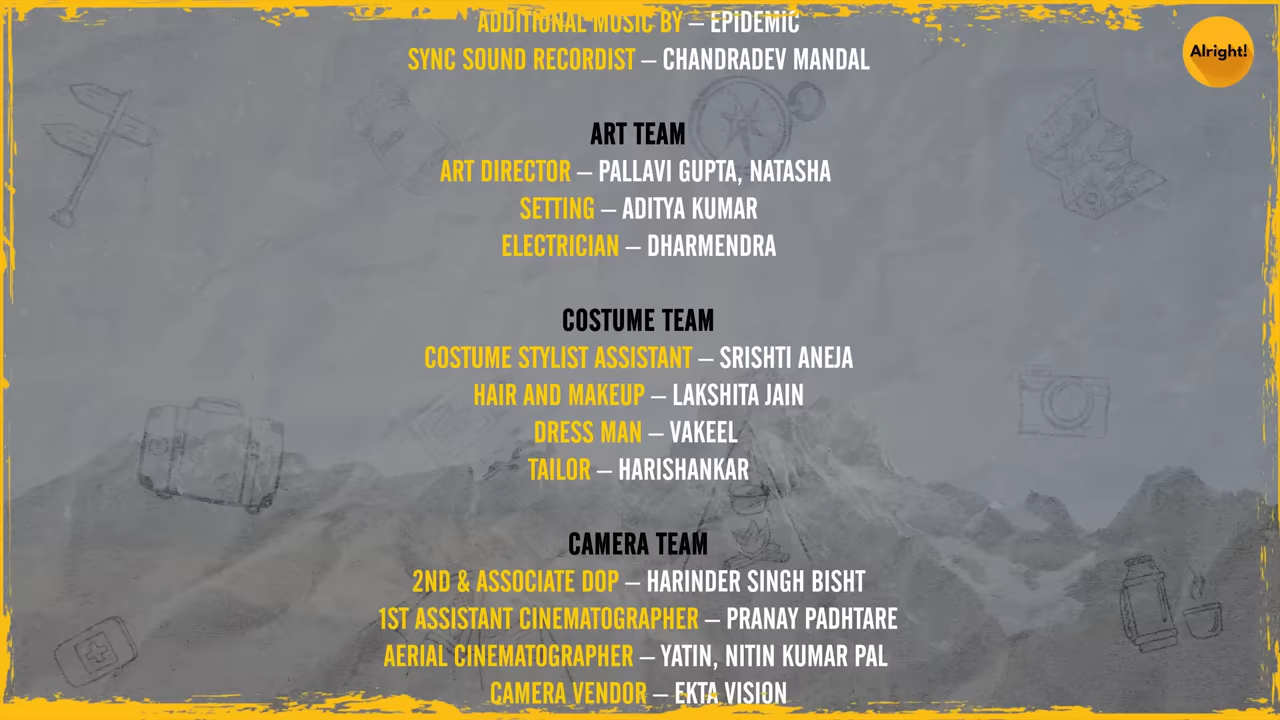 ADDITIONAL MUSIC BY – EPIDEMIC
SYNC SOUND RECORDIST – CHANDRADEV MANDAL
Alright!
ART TEAM
ART DIRECTOR – PALLAVI GUPTA, NATASHA
SETTING – ADITYA KUMAR
ELECTRICIAN – DHARMENDRA
COSTUME TEAM
COSTUME STYLIST ASSISTANT – SRISHTI ANEJA
HAIR AND MAKEUP – LAKSHITA JAIN
DRESS MAN – VAKEEL
TAILOR – HARISHANKAR
CAMERA TEAM
2ND & ASSOCIATE DOP – HARINDER SINGH BISHT
1ST ASSISTANT CINEMATOGRAPHER – PRANAY PADHTARE
AERIAL CINEMATOGRAPHER – YATIN, NITIN KUMAR PAL
CAMERA VENDOR – EKTA VISION